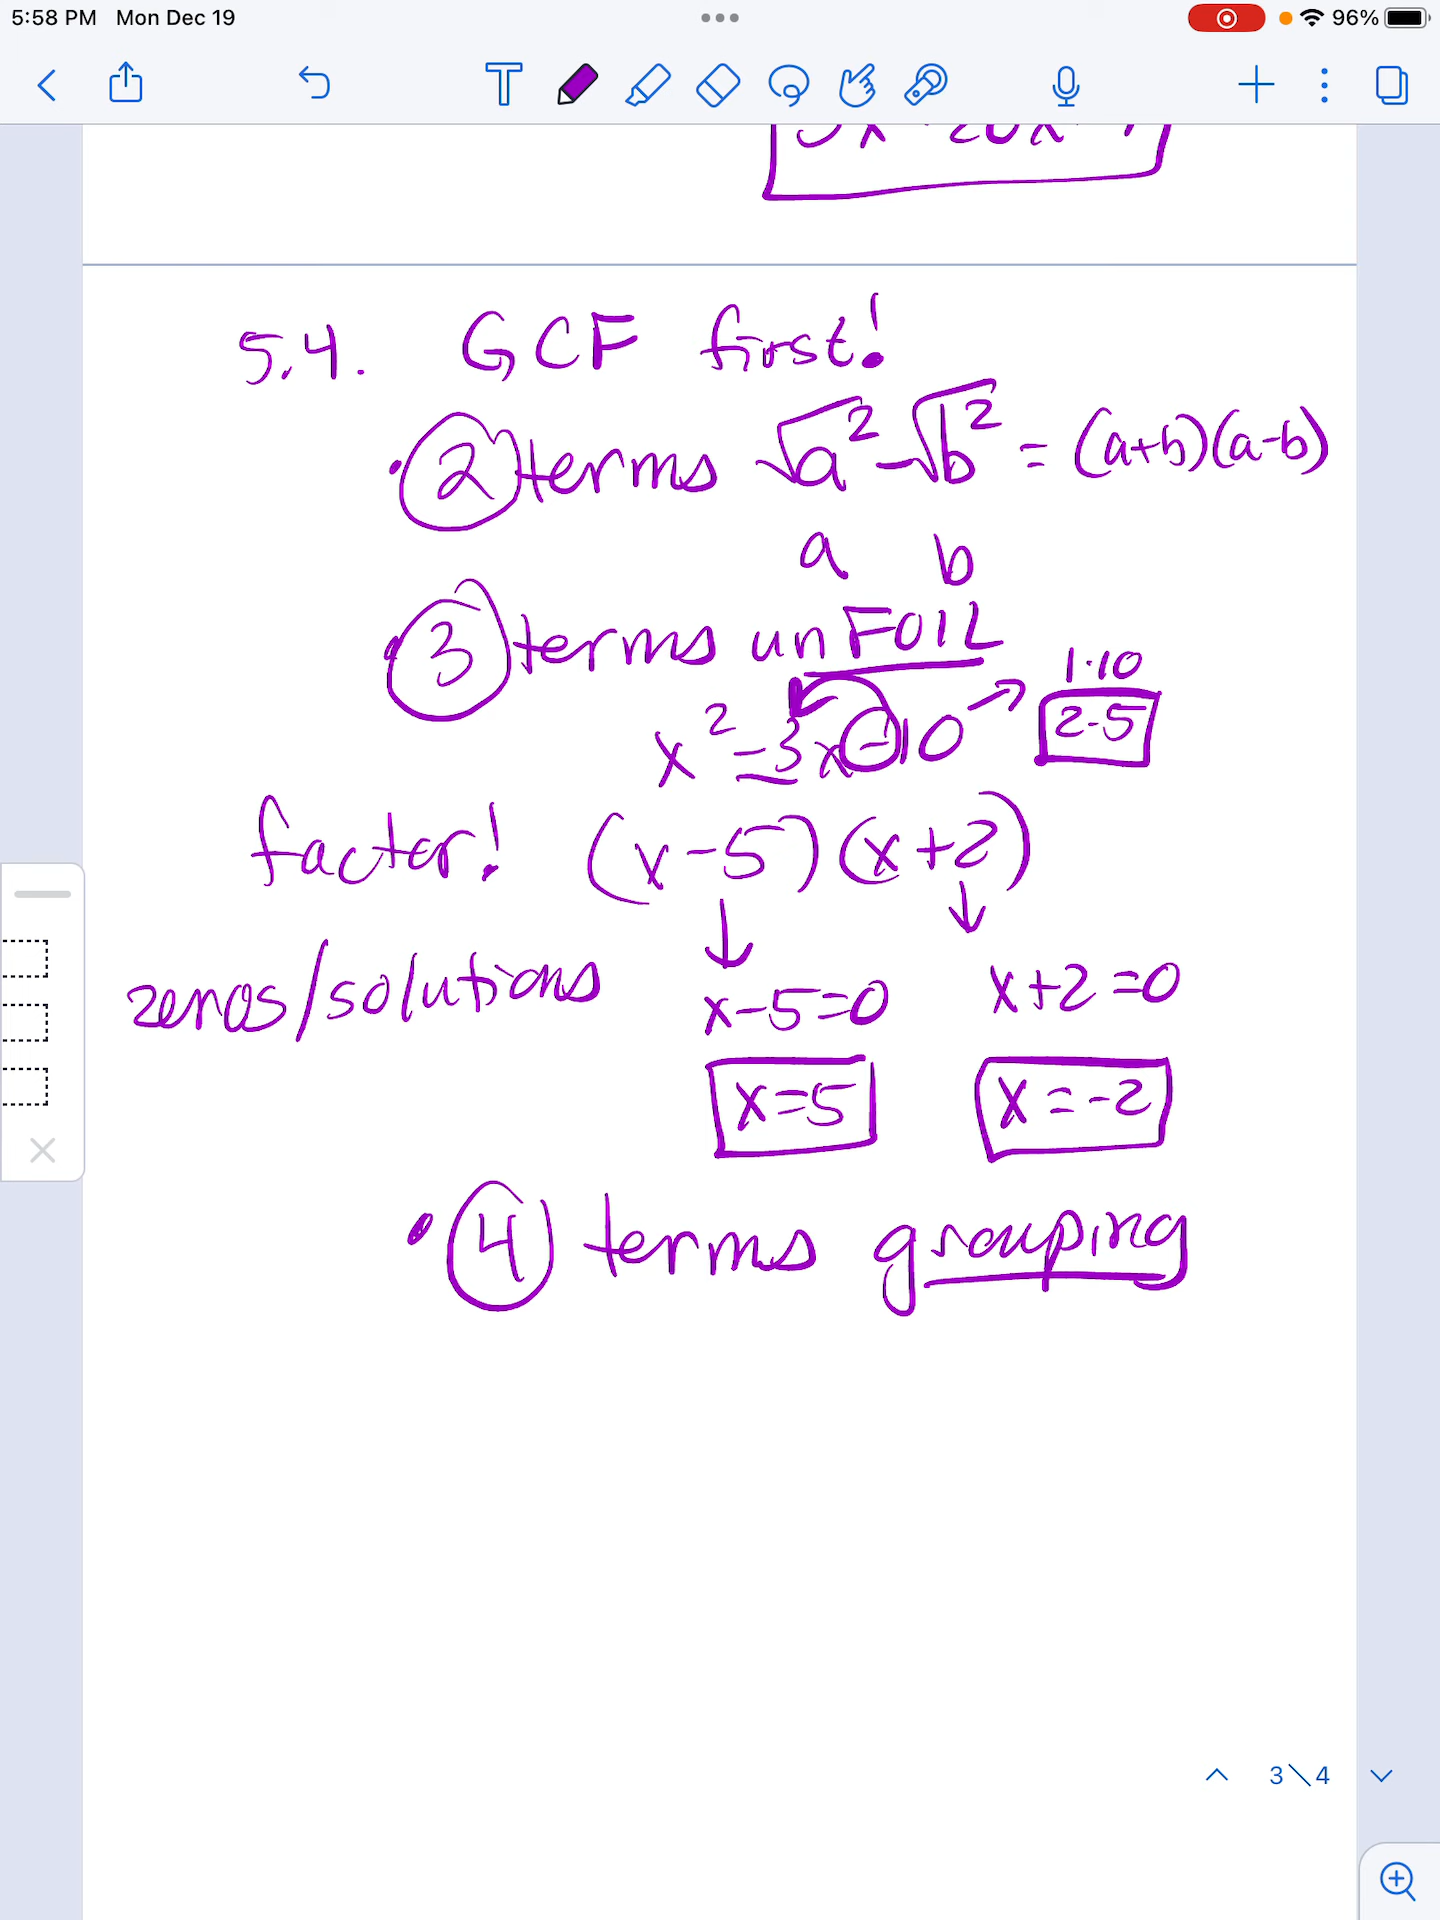 5:58 PM Mon Dec 19
96%
T
5.4. GCF first!
• 2 terms √a² - √b² = (a+b)(a-b)
a b
• 3 terms un FOIL
1·10
x² - 3x - 10 → 2-5
factor! (x-5)(x+2)
zeros/solutions x-5=0 x+2=0
x=5 x=-2
• 4 terms grouping
3\4